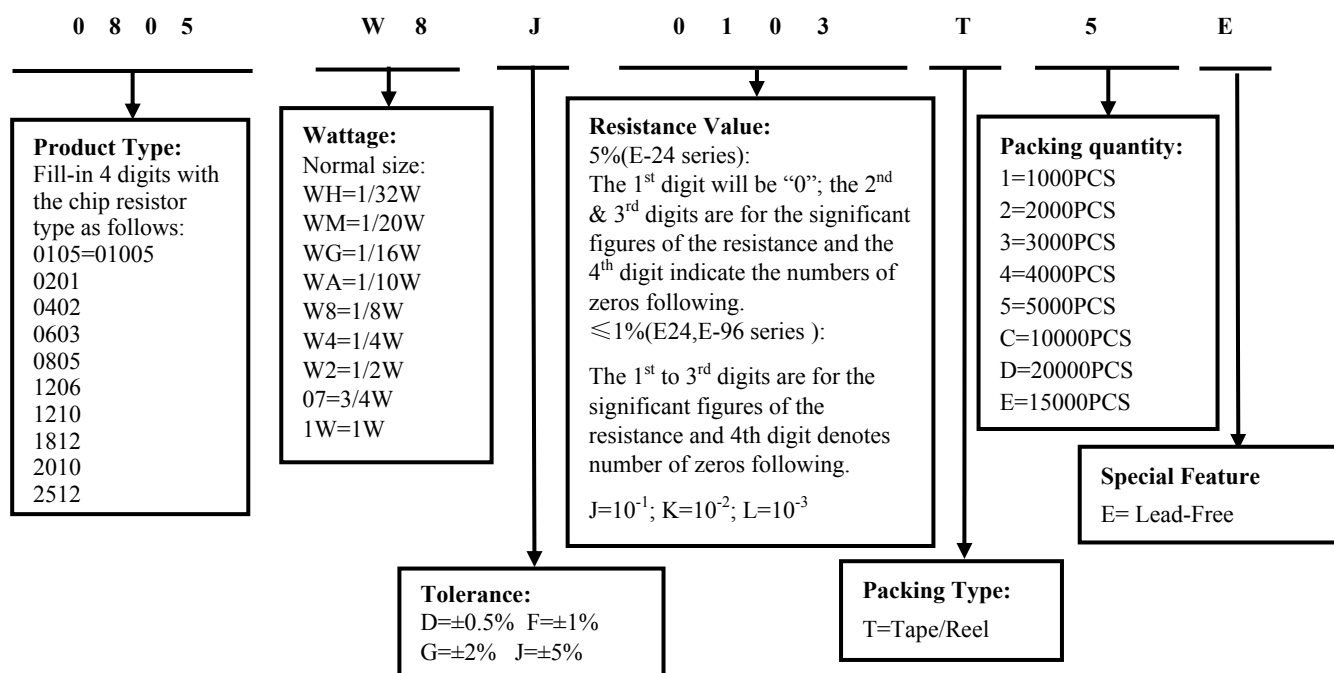 0 8 0 5 W 8 J 0 1 0 3 T 5 E
Product Type:
Fill-in 4 digits with
the chip resistor
type as follows:
0105=01005
0201
0402
0603
0805
1206
1210
1812
2010
2512
Wattage:
Normal size:
WH=1/32W
WM=1/20W
WG=1/16W
WA=1/10W
W8=1/8W
W4=1/4W
W2=1/2W
07=3/4W
1W=1W
Tolerance:
D=±0.5% F=±1%
G=±2% J=±5%
Resistance Value:
5%(E-24 series):
The 1st digit will be “0”; the 2nd
& 3rd digits are for the significant
figures of the resistance and the
4th digit indicate the numbers of
zeros following.
≤1%(E24,E-96 series ):
The 1st to 3rd digits are for the
significant figures of the
resistance and 4th digit denotes
number of zeros following.
J=10-1; K=10-2; L=10-3
Packing Type:
T=Tape/Reel
Packing quantity:
1=1000PCS
2=2000PCS
3=3000PCS
4=4000PCS
5=5000PCS
C=10000PCS
D=20000PCS
E=15000PCS
Special Feature
E= Lead-Free